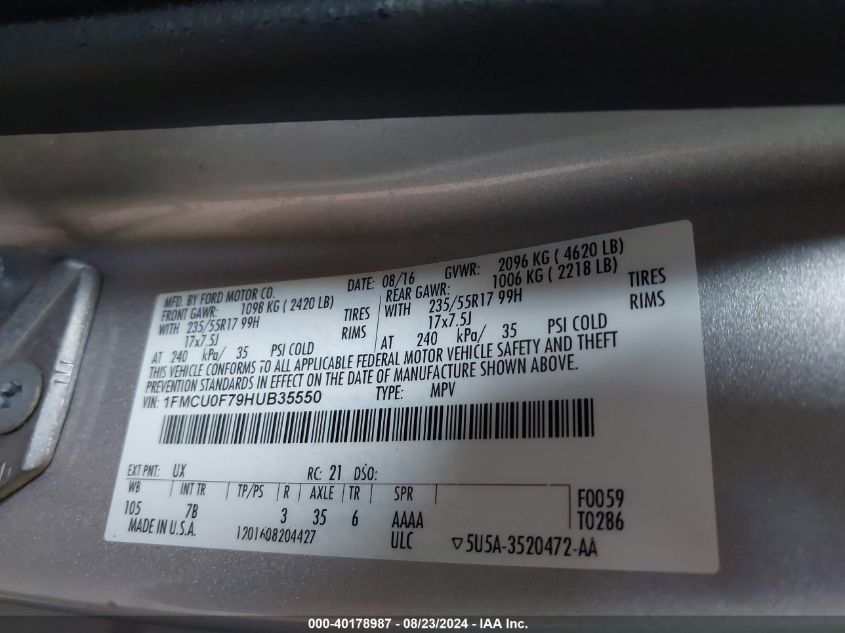 MFD. BY FORD MOTOR CO. DATE: 08/16 GVWR: 2096 KG ( 4620 LB)
FRONT GAWR: 1098 KG ( 2420 LB) REAR GAWR: 1006 KG ( 2218 LB)
WITH 235/55R17 99H TIRES WITH 235/55R17 99H TIRES
17x7.5J RIMS 17x7.5J RIMS
AT 240 kPa/ 35 PSI COLD AT 240 kPa/ 35 PSI COLD
THIS VEHICLE CONFORMS TO ALL APPLICABLE FEDERAL MOTOR VEHICLE SAFETY AND THEFT
PREVENTION STANDARDS IN EFFECT ON THE DATE OF MANUFACTURE SHOWN ABOVE.
VIN: 1FMCU0F79HUB35550 TYPE: MPV
EXT PNT: UX RC: 21 DSO:
WB INT TR TP/PS R AXLE TR SPR
105 7B 3 35 6 AAAA F0059
MADE IN U.S.A. 1201608204427 ULC T0286
▽5U5A-3520472-AA
000-40178987 - 08/23/2024 - IAA Inc.